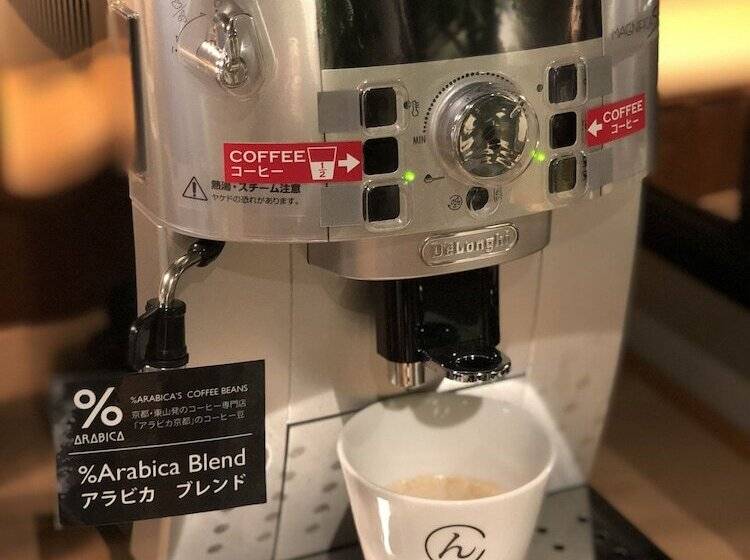 MAGNIFICA S
COFFEE
コーヒー
1/2
COFFEE
コーヒー
MIN
熱湯・スチーム注意
ヤケドの恐れがあります。
DeLonghi
%
ARABICA
%ARABICA'S COFFEE BEANS
京都・東山発のコーヒー専門店
「アラビカ京都」のコーヒー豆
%Arabica Blend
アラビカ ブレンド
ん